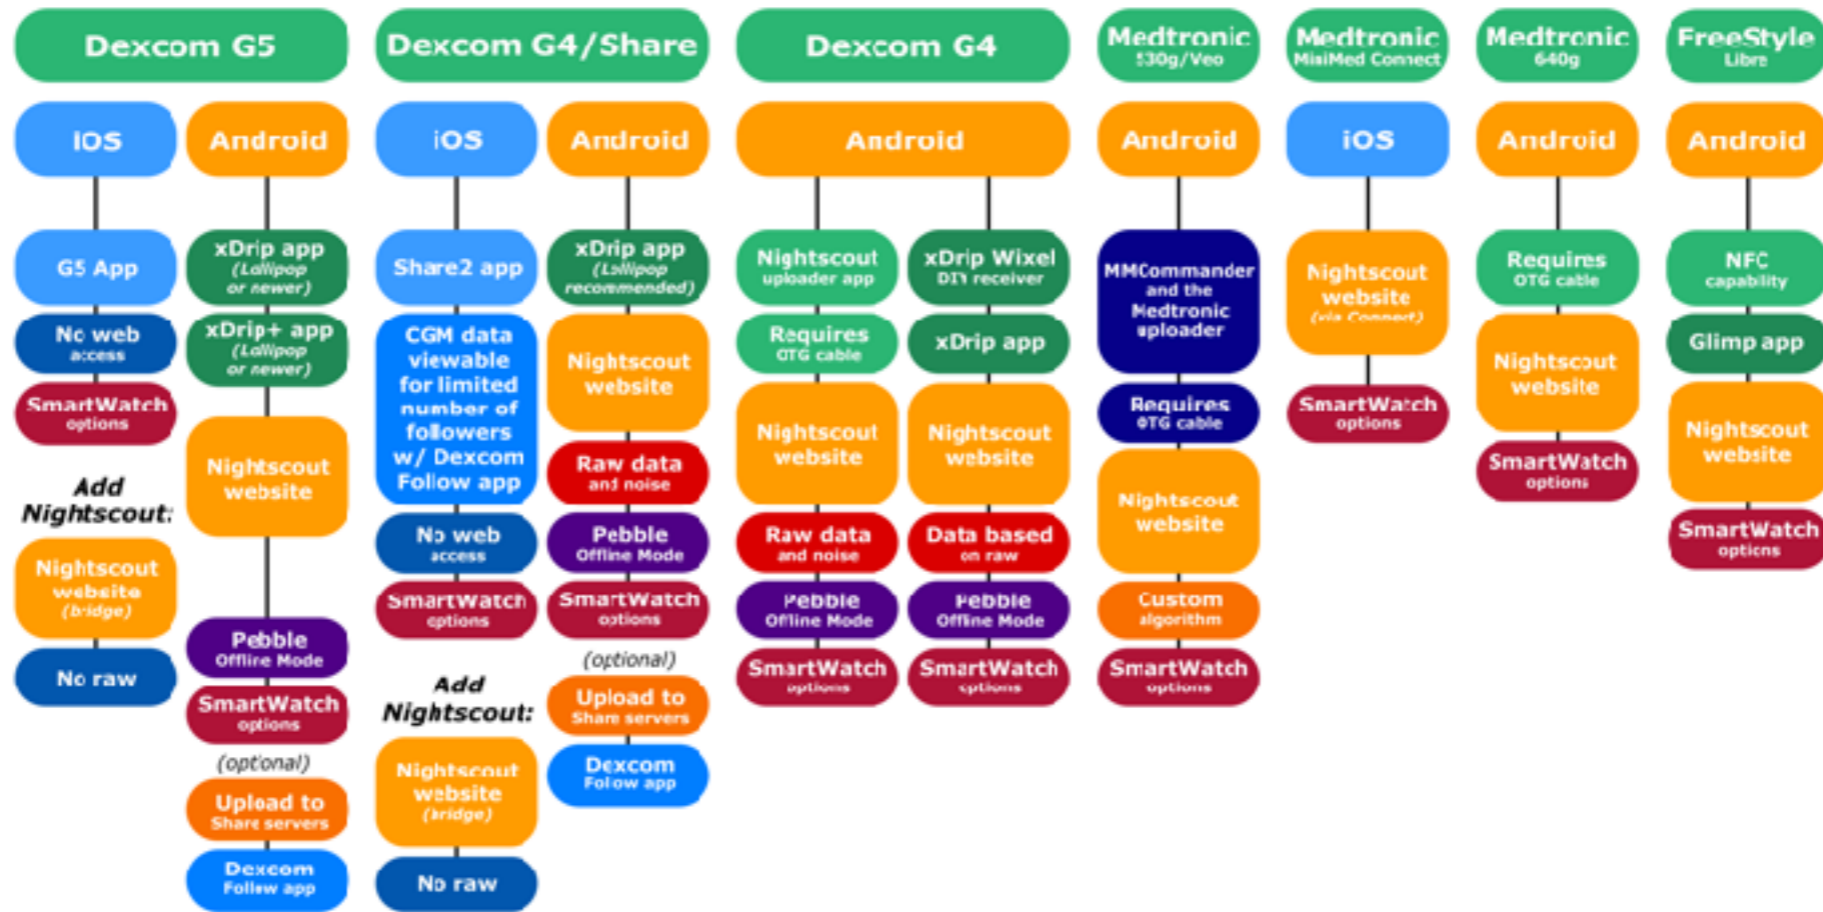 Dexcom G5
IOS
G5 App
No web
access
SmartWatch
options
Add
Nightscout:
Nightscout
website
(bridge)
No raw
Android
xDrip app
(Lollipop
or newer)
xDrip+ app
(Lollipop
or newer)
Nightscout
website
Pebble
Offline Mode
SmartWatch
options
(optional)
Upload to
Share servers
Dexcom
Follow app
Dexcom G4/Share
iOS
Share2 app
CGM data
viewable
for limited
number of
followers
w/ Dexcom
Follow app
No web
access
SmartWatch
options
Add
Nightscout:
Nightscout
website
(bridge)
No raw
Android
xDrip app
(Lollipop
recommended)
Nightscout
website
Raw data
and noise
Pebble
Offline Mode
SmartWatch
options
(optional)
Upload to
Share servers
Dexcom
Follow app
Dexcom G4
Android
Nightscout
uploader app
Requires
OTG cable
Nightscout
website
Raw data
and noise
Pebble
Offline Mode
SmartWatch
options
xDrip Wixel
DIY receiver
xDrip app
Nightscout
website
Data based
on raw
Pebble
Offline Mode
SmartWatch
options
Medtronic
530g/Veo
Android
MMCommander
and the
Medtronic
uploader
Requires
OTG cable
Nightscout
website
Custom
algorithm
SmartWatch
options
Medtronic
MiniMed Connect
iOS
Nightscout
website
(via Connect)
SmartWatch
options
Medtronic
640g
Android
Requires
OTG cable
Nightscout
website
SmartWatch
options
FreeStyle
Libre
Android
NFC
capability
Glimp app
Nightscout
website
SmartWatch
options